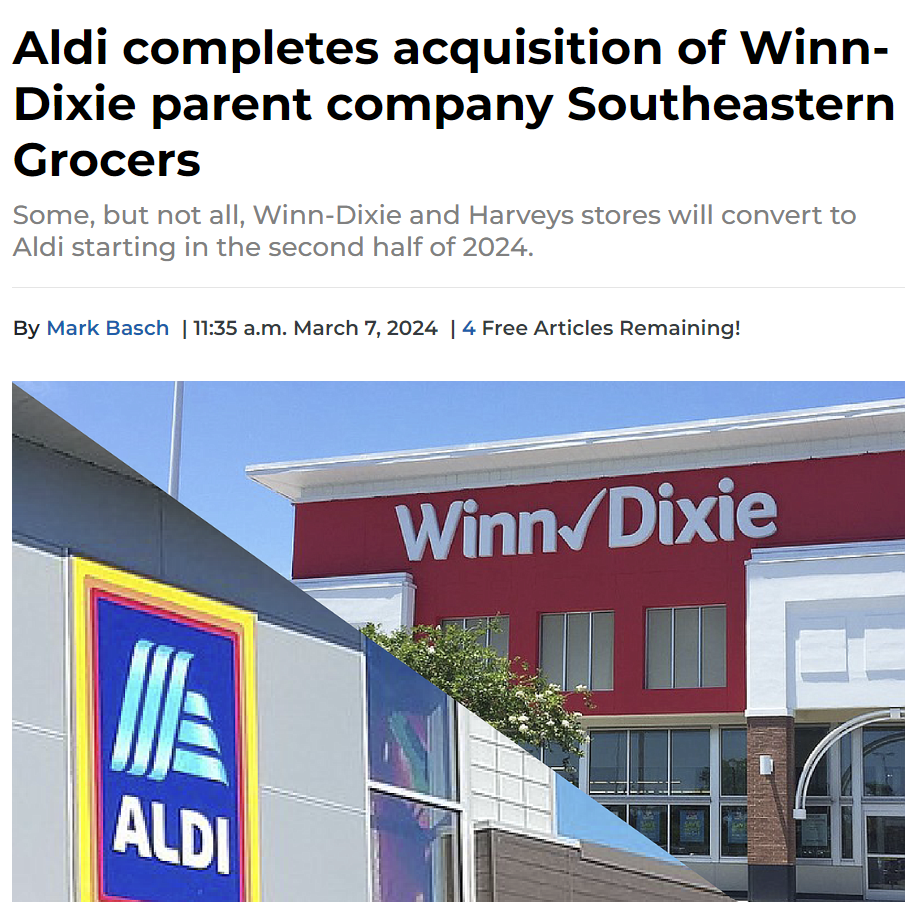 Aldi completes acquisition of Winn-
Dixie parent company Southeastern
Grocers
Some, but not all, Winn-Dixie and Harveys stores will convert to
Aldi starting in the second half of 2024.
By Mark Basch | 11:35 a.m. March 7, 2024 | 4 Free Articles Remaining!
Winn✓Dixie
ALDI